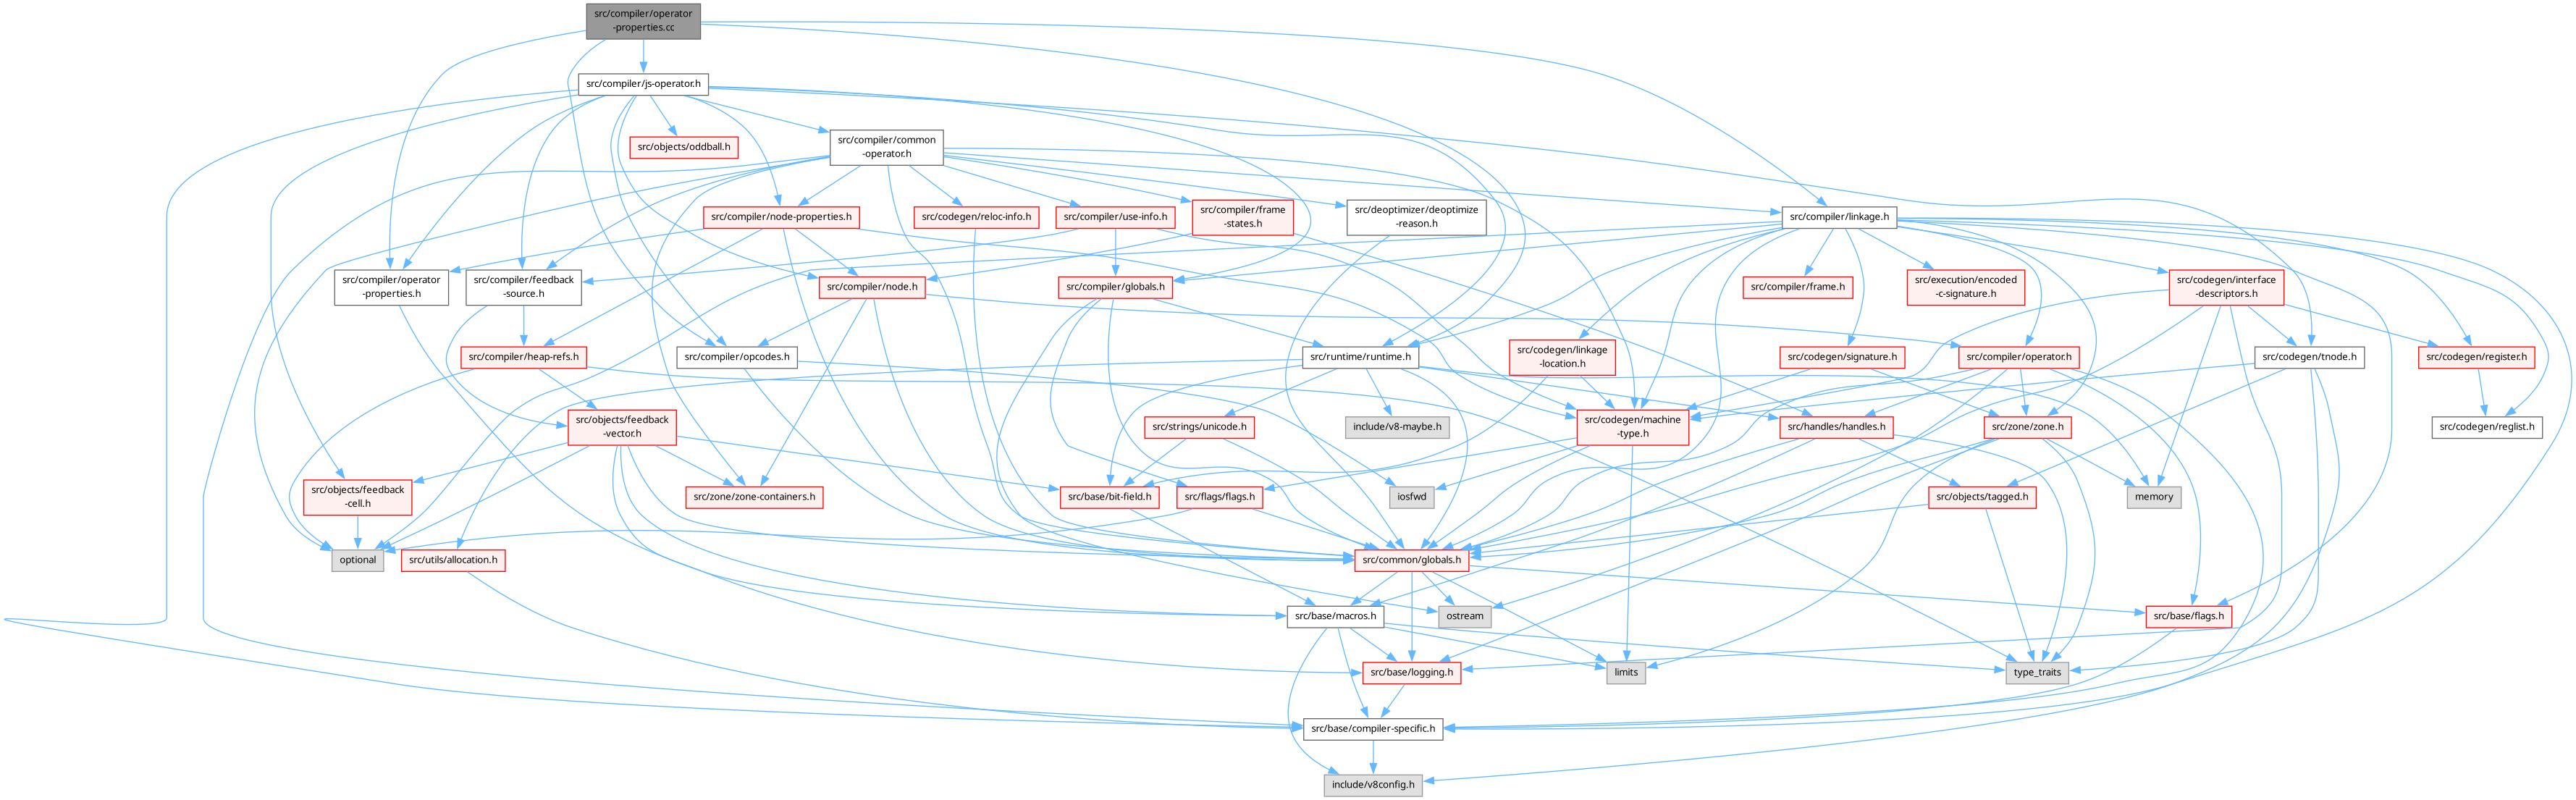 src/compiler/operator
-properties.cc
src/compiler/js-operator.h
src/objects/oddball.h
src/compiler/common
-operator.h
src/compiler/node-properties.h
src/codegen/reloc-info.h
src/compiler/use-info.h
src/compiler/frame
-states.h
src/deoptimizer/deoptimize
-reason.h
src/compiler/linkage.h
src/compiler/operator
-properties.h
src/compiler/feedback
-source.h
src/compiler/node.h
src/compiler/globals.h
src/compiler/frame.h
src/execution/encoded
-c-signature.h
src/codegen/interface
-descriptors.h
src/compiler/heap-refs.h
src/compiler/opcodes.h
src/runtime/runtime.h
src/codegen/linkage
-location.h
src/codegen/signature.h
src/compiler/operator.h
src/codegen/tnode.h
src/codegen/register.h
src/objects/feedback
-vector.h
src/strings/unicode.h
include/v8-maybe.h
src/codegen/machine
-type.h
src/handles/handles.h
src/zone/zone.h
src/codegen/reglist.h
src/objects/feedback
-cell.h
src/zone/zone-containers.h
src/base/bit-field.h
src/flags/flags.h
iosfwd
src/objects/tagged.h
memory
optional
src/utils/allocation.h
src/common/globals.h
src/base/macros.h
ostream
src/base/flags.h
src/base/logging.h
limits
type_traits
src/base/compiler-specific.h
include/v8config.h